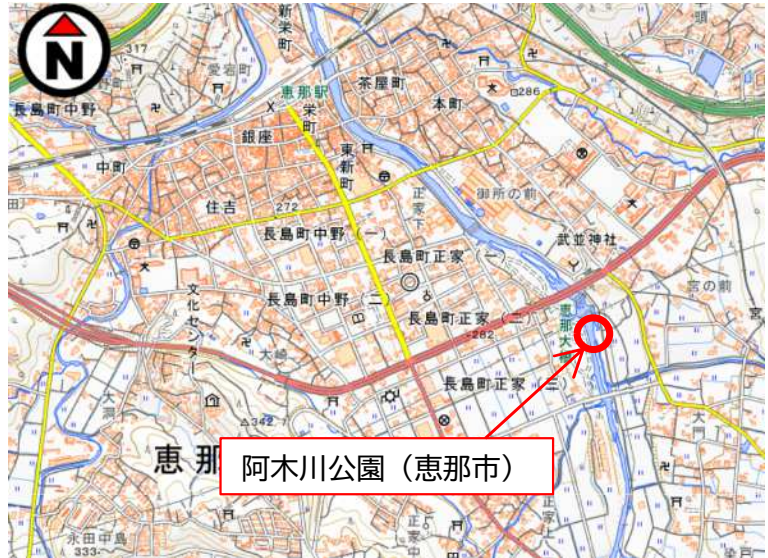 N
新栄町
・317
愛宕町
茶屋町
長島町中野
恵那駅
栄町
本町
286
銀座
東新町
中町
正家下
御所の前
住吉
272
長島町中野(一)
武並神社
長島町正家(一)
宮の前
長島町中野(二)
文化センター
長島町正家(二)
恵那大橋
大崎
・282
長島町正家(三)
大洞
△342
大門
恵那
阿木川公園(恵那市)
永田中島
333
正家中
正家上